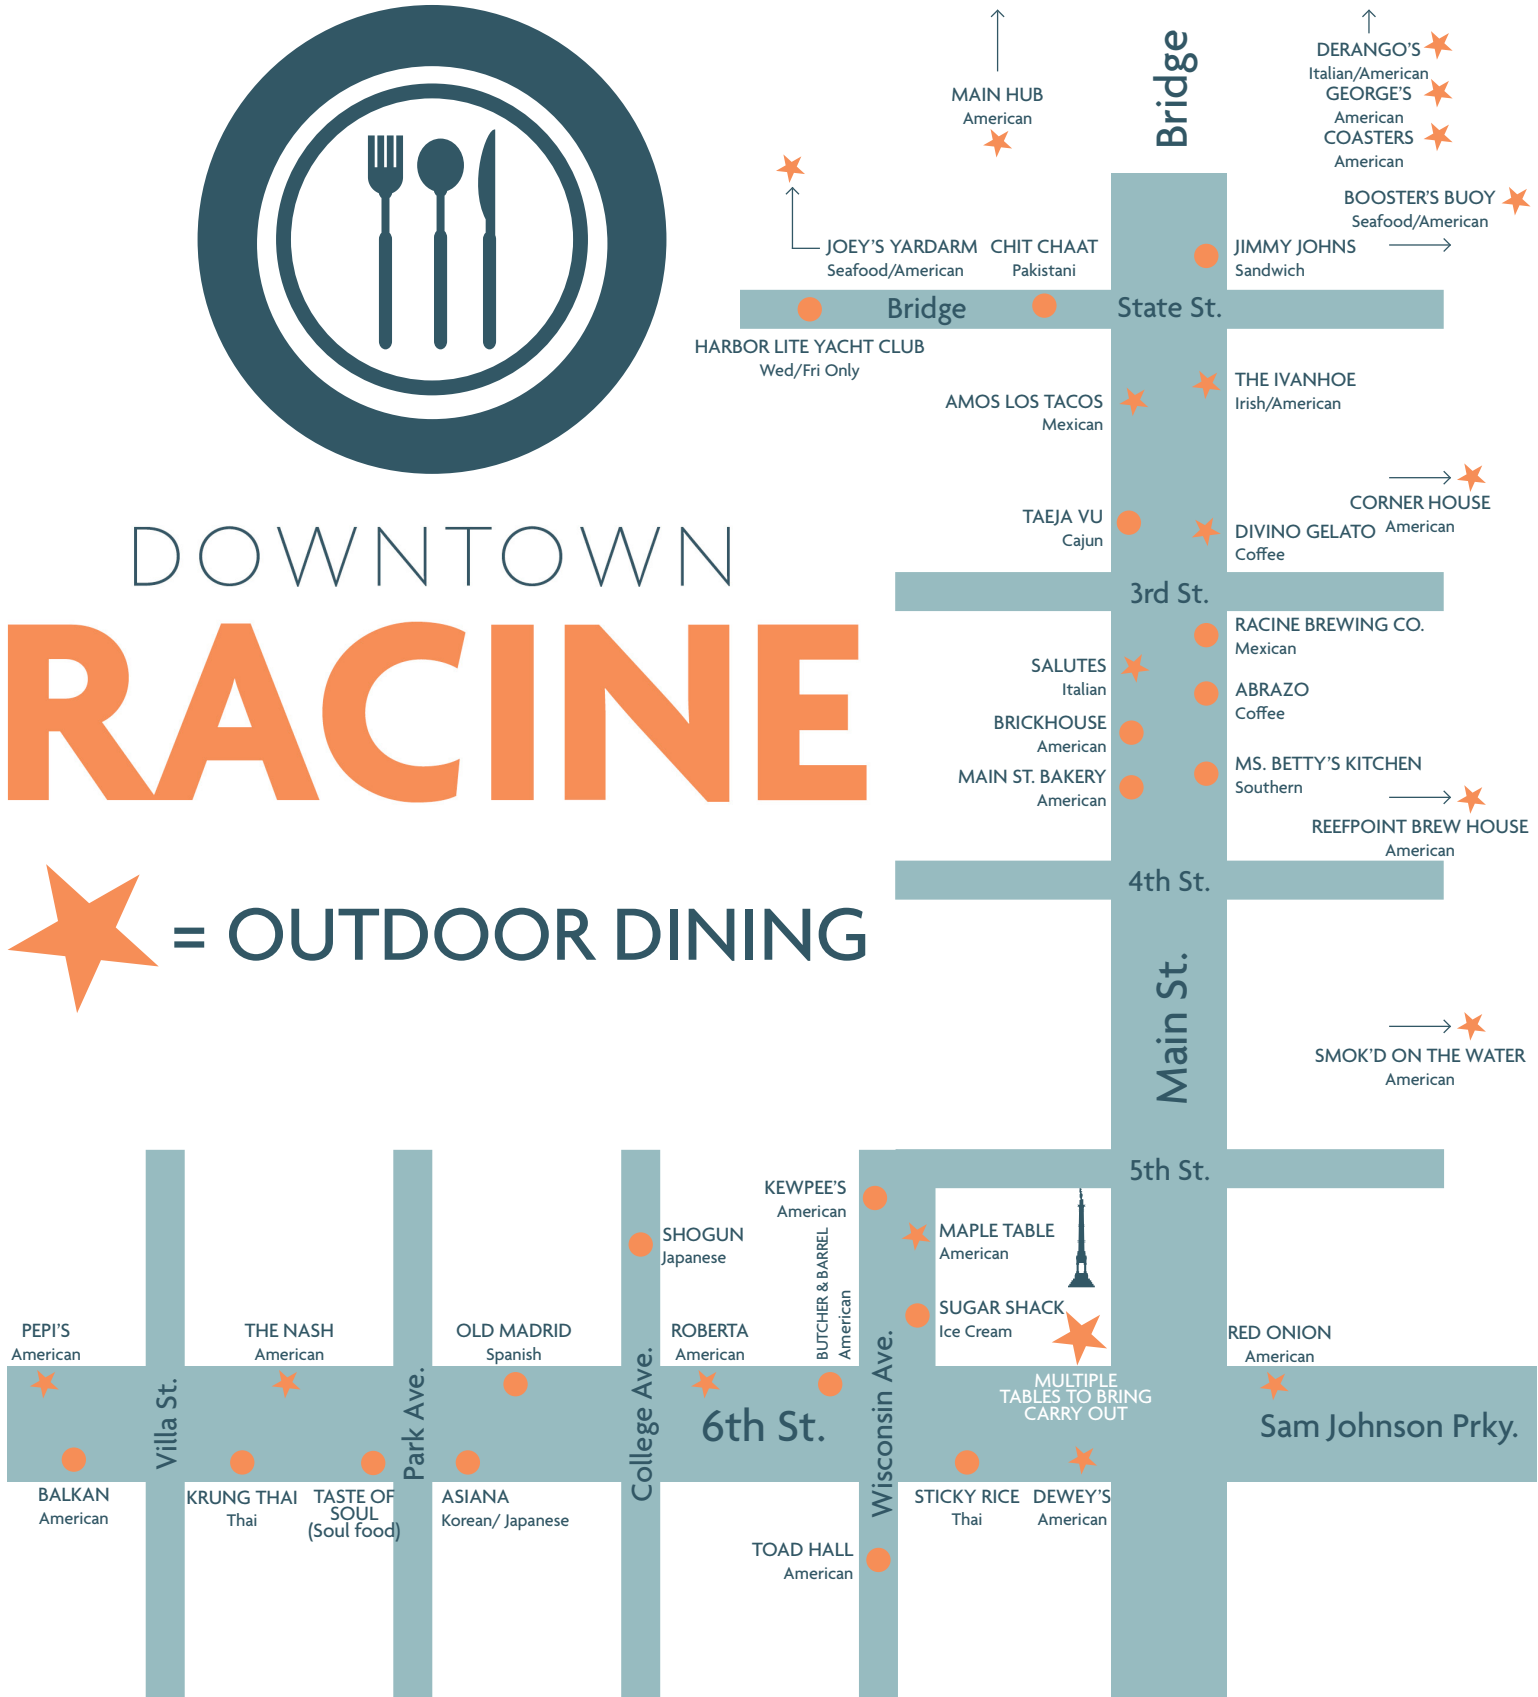 Bridge
DERANGO'S
Italian/American
GEORGE'S
American
COASTERS
American
MAIN HUB
American
BOOSTER'S BUOY
Seafood/American
JOEY'S YARDARM
Seafood/American
CHIT CHAAT
Pakistani
JIMMY JOHNS
Sandwich
Bridge
State St.
HARBOR LITE YACHT CLUB
Wed/Fri Only
THE IVANHOE
Irish/American
AMOS LOS TACOS
Mexican
CORNER HOUSE
American
TAEJA VU
Cajun
DIVINO GELATO
Coffee
DOWNTOWN
RACINE
= OUTDOOR DINING
3rd St.
RACINE BREWING CO.
Mexican
SALUTES
Italian
ABRAZO
Coffee
BRICKHOUSE
American
MAIN ST. BAKERY
American
MS. BETTY'S KITCHEN
Southern
REEFPOINT BREW HOUSE
American
4th St.
Main St.
SMOK'D ON THE WATER
American
5th St.
KEWPEE'S
American
MAPLE TABLE
American
SHOGUN
Japanese
BUTCHER & BARREL
American
SUGAR SHACK
Ice Cream
PEPI'S
American
THE NASH
American
OLD MADRID
Spanish
ROBERTA
American
RED ONION
American
MULTIPLE
TABLES TO BRING
CARRY OUT
Villa St.
Park Ave.
College Ave.
6th St.
Wisconsin Ave.
Sam Johnson Prky.
BALKAN
American
KRUNG THAI
Thai
TASTE OF
SOUL
(Soul food)
ASIANA
Korean/ Japanese
STICKY RICE
Thai
DEWEY'S
American
TOAD HALL
American